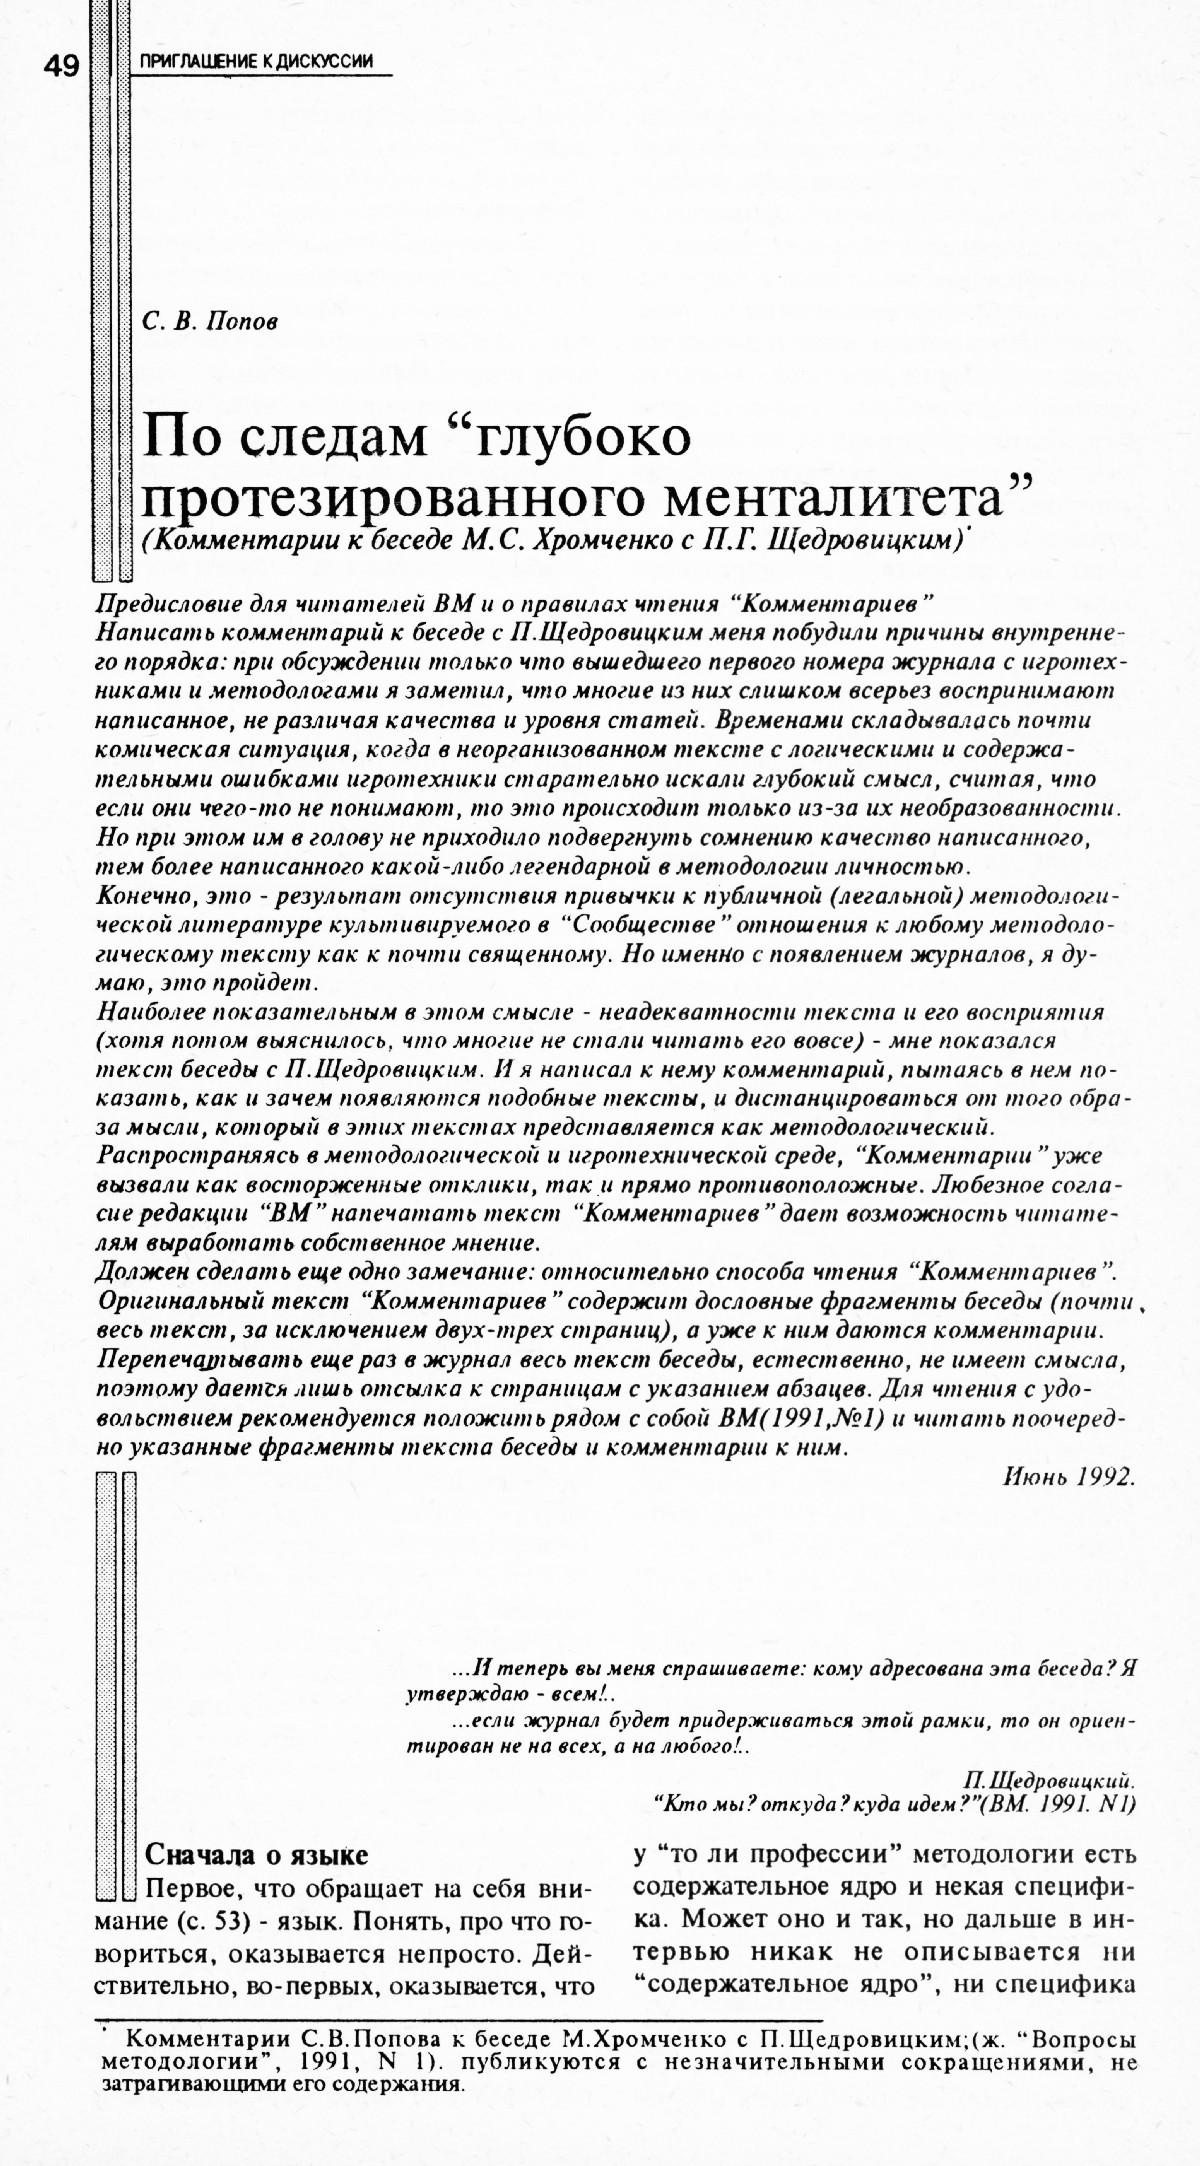 49
ПРИГЛАШЕНИЕ К ДИСКУССИИ
С. В. Попов
По следам “глубоко
протезированного менталитета”
(Комментарии к беседе М.С. Хромченко с П.Г. Щедровицким)*
Предисловие для читателей ВМ и о правилах чтения “Комментариев”
Написать комментарий к беседе с П.Щедровицким меня побудили причины внутренне-
го порядка: при обсуждении только что вышедшего первого номера журнала с игротех-
никами и методологами я заметил, что многие из них слишком всерьез воспринимают
написанное, не различая качества и уровня статей. Временами складывалась почти
комическая ситуация, когда в неорганизованном тексте с логическими и содержа-
тельными ошибками игротехники старательно искали глубокий смысл, считая, что
если они чего-то не понимают, то это происходит только из-за их необразованности.
Но при этом им в голову не приходило подвергнуть сомнению качество написанного,
тем более написанного какой-либо легендарной в методологии личностью.
Конечно, это - результат отсутствия привычки к публичной (легальной) методологи-
ческой литературе культивируемого в “Сообществе” отношения к любому методоло-
гическому тексту как к почти священному. Но именно с появлением журналов, я ду-
маю, это пройдет.
Наиболее показательным в этом смысле - неадекватности текста и его восприятия
(хотя потом выяснилось, что многие не стали читать его вовсе) - мне показался
текст беседы с П.Щедровицким. И я написал к нему комментарий, пытаясь в нем по-
казать, как и зачем появляются подобные тексты, и дистанцироваться от того обра-
за мысли, который в этих текстах представляется как методологический.
Распространяясь в методологической и игротехнической среде, “Комментарии” уже
вызвали как восторженные отклики, так и прямо противоположные. Любезное согла-
сие редакции “ВМ” напечатать текст “Комментариев” дает возможность читате-
лям выработать собственное мнение.
Должен сделать еще одно замечание: относительно способа чтения “Комментариев”.
Оригинальный текст “Комментариев” содержит дословные фрагменты беседы (почти
весь текст, за исключением двух-трех страниц), а уже к ним даются комментарии.
Перепечатывать еще раз в журнал весь текст беседы, естественно, не имеет смысла,
поэтому дается лишь отсылка к страницам с указанием абзацев. Для чтения с удо-
вольствием рекомендуется положить рядом с собой ВМ(1991,№1) и читать поочеред-
но указанные фрагменты текста беседы и комментарии к ним.
Июнь 1992.
...И теперь вы меня спрашиваете: кому адресована эта беседа? Я
утверждаю - всем!..
...если журнал будет придерживаться этой рамки, то он ориен-
тирован не на всех, а на любого!..
П.Щедровицкий.
“Кто мы? откуда? куда идем?”(ВМ. 1991. N1)
Сначала о языке
Первое, что обращает на себя вни-
мание (с. 53) - язык. Понять, про что го-
вориться, оказывается непросто. Дей-
ствительно, во-первых, оказывается, что
у “то ли профессии” методологии есть
содержательное ядро и некая специфи-
ка. Может оно и так, но дальше в ин-
тервью никак не описывается ни
“содержательное ядро”, ни специфика
* Комментарии С.В.Попова к беседе М.Хромченко с П.Щедровицким;(ж. “Вопросы
методологии”, 1991, N 1). публикуются с незначительными сокращениями, не
затрагивающими его содержания.